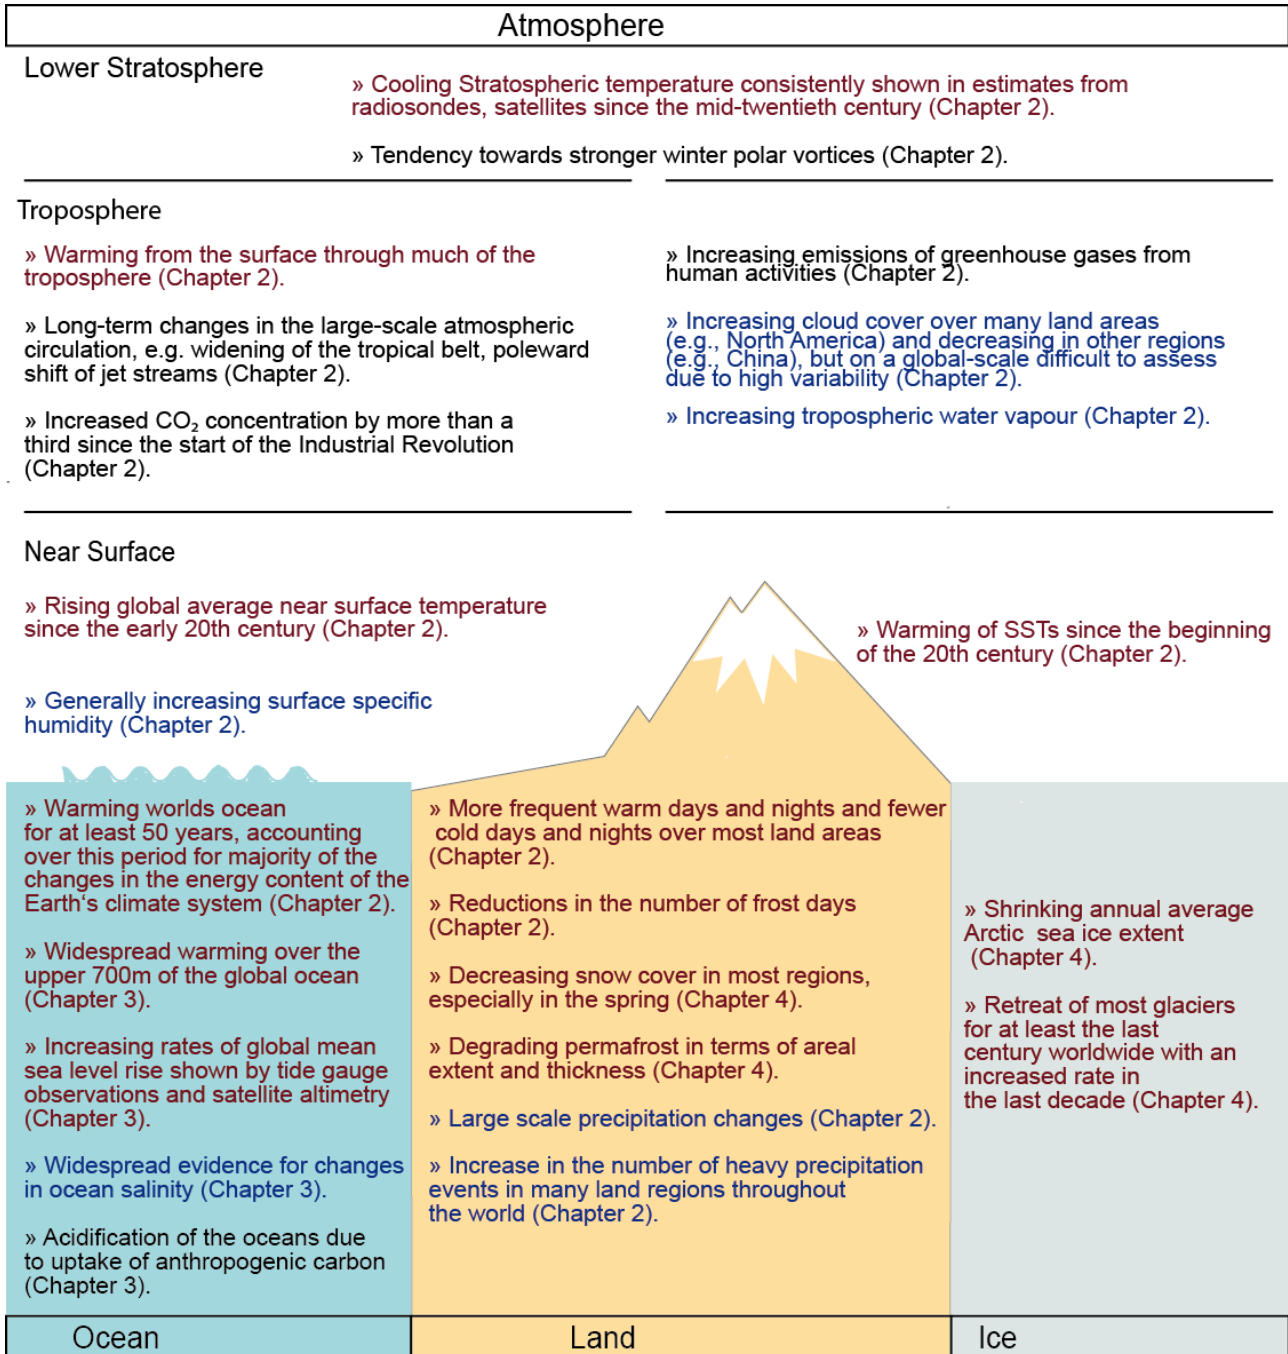 Atmosphere
Lower Stratosphere
» Cooling Stratospheric temperature consistently shown in estimates from
radiosondes, satellites since the mid-twentieth century (Chapter 2).
» Tendency towards stronger winter polar vortices (Chapter 2).
Troposphere
» Warming from the surface through much of the
troposphere (Chapter 2).
» Long-term changes in the large-scale atmospheric
circulation, e.g. widening of the tropical belt, poleward
shift of jet streams (Chapter 2).
» Increased CO₂ concentration by more than a
third since the start of the Industrial Revolution
(Chapter 2).
» Increasing emissions of greenhouse gases from
human activities (Chapter 2).
» Increasing cloud cover over many land areas
(e.g., North America) and decreasing in other regions
(e.g., China), but on a global-scale difficult to assess
due to high variability (Chapter 2).
» Increasing tropospheric water vapour (Chapter 2).
Near Surface
» Rising global average near surface temperature
since the early 20th century (Chapter 2).
» Generally increasing surface specific
humidity (Chapter 2).
» Warming of SSTs since the beginning
of the 20th century (Chapter 2).
» Warming worlds ocean
for at least 50 years, accounting
over this period for majority of the
changes in the energy content of the
Earth‘s climate system (Chapter 2).
» Widespread warming over the
upper 700m of the global ocean
(Chapter 3).
» Increasing rates of global mean
sea level rise shown by tide gauge
observations and satellite altimetry
(Chapter 3).
» Widespread evidence for changes
in ocean salinity (Chapter 3).
» Acidification of the oceans due
to uptake of anthropogenic carbon
(Chapter 3).
» More frequent warm days and nights and fewer
cold days and nights over most land areas
(Chapter 2).
» Reductions in the number of frost days
(Chapter 2).
» Decreasing snow cover in most regions,
especially in the spring (Chapter 4).
» Degrading permafrost in terms of areal
extent and thickness (Chapter 4).
» Large scale precipitation changes (Chapter 2).
» Increase in the number of heavy precipitation
events in many land regions throughout
the world (Chapter 2).
» Shrinking annual average
Arctic sea ice extent
(Chapter 4).
» Retreat of most glaciers
for at least the last
century worldwide with an
increased rate in
the last decade (Chapter 4).
Ocean
Land
Ice